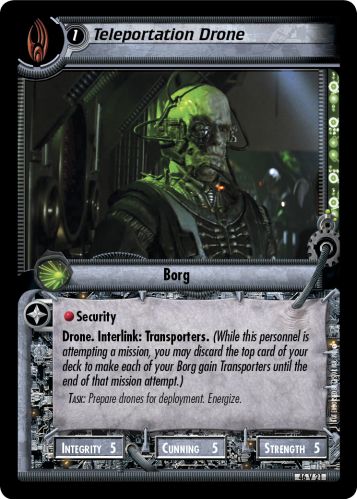 1 Teleportation Drone
Borg
Security
Drone. Interlink: Transporters. (While this personnel is
attempting a mission, you may discard the top card of your
deck to make each of your Borg gain Transporters until the
end of that mission attempt.)
TASK: Prepare drones for deployment. Energize.
INTEGRITY 5 CUNNING 5 STRENGTH 5
46 V 21